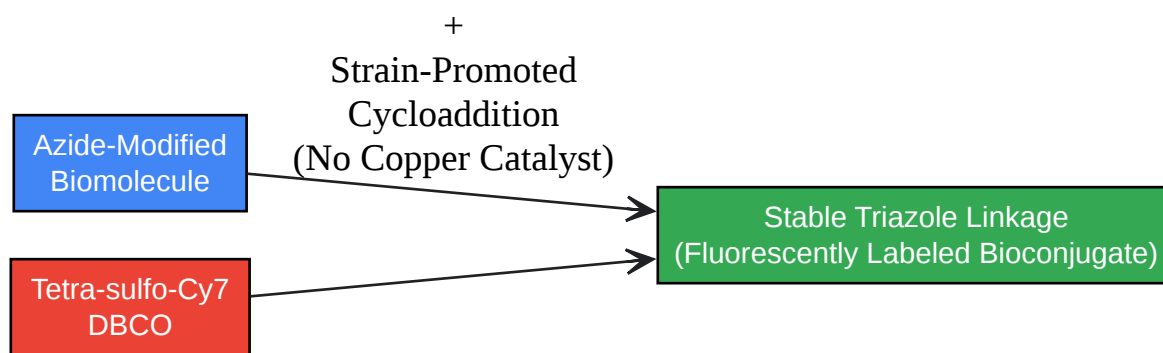 +
Strain-Promoted
Cycloaddition
(No Copper Catalyst)
Azide-Modified
Biomolecule
Tetra-sulfo-Cy7
DBCO
Stable Triazole Linkage
(Fluorescently Labeled Bioconjugate)